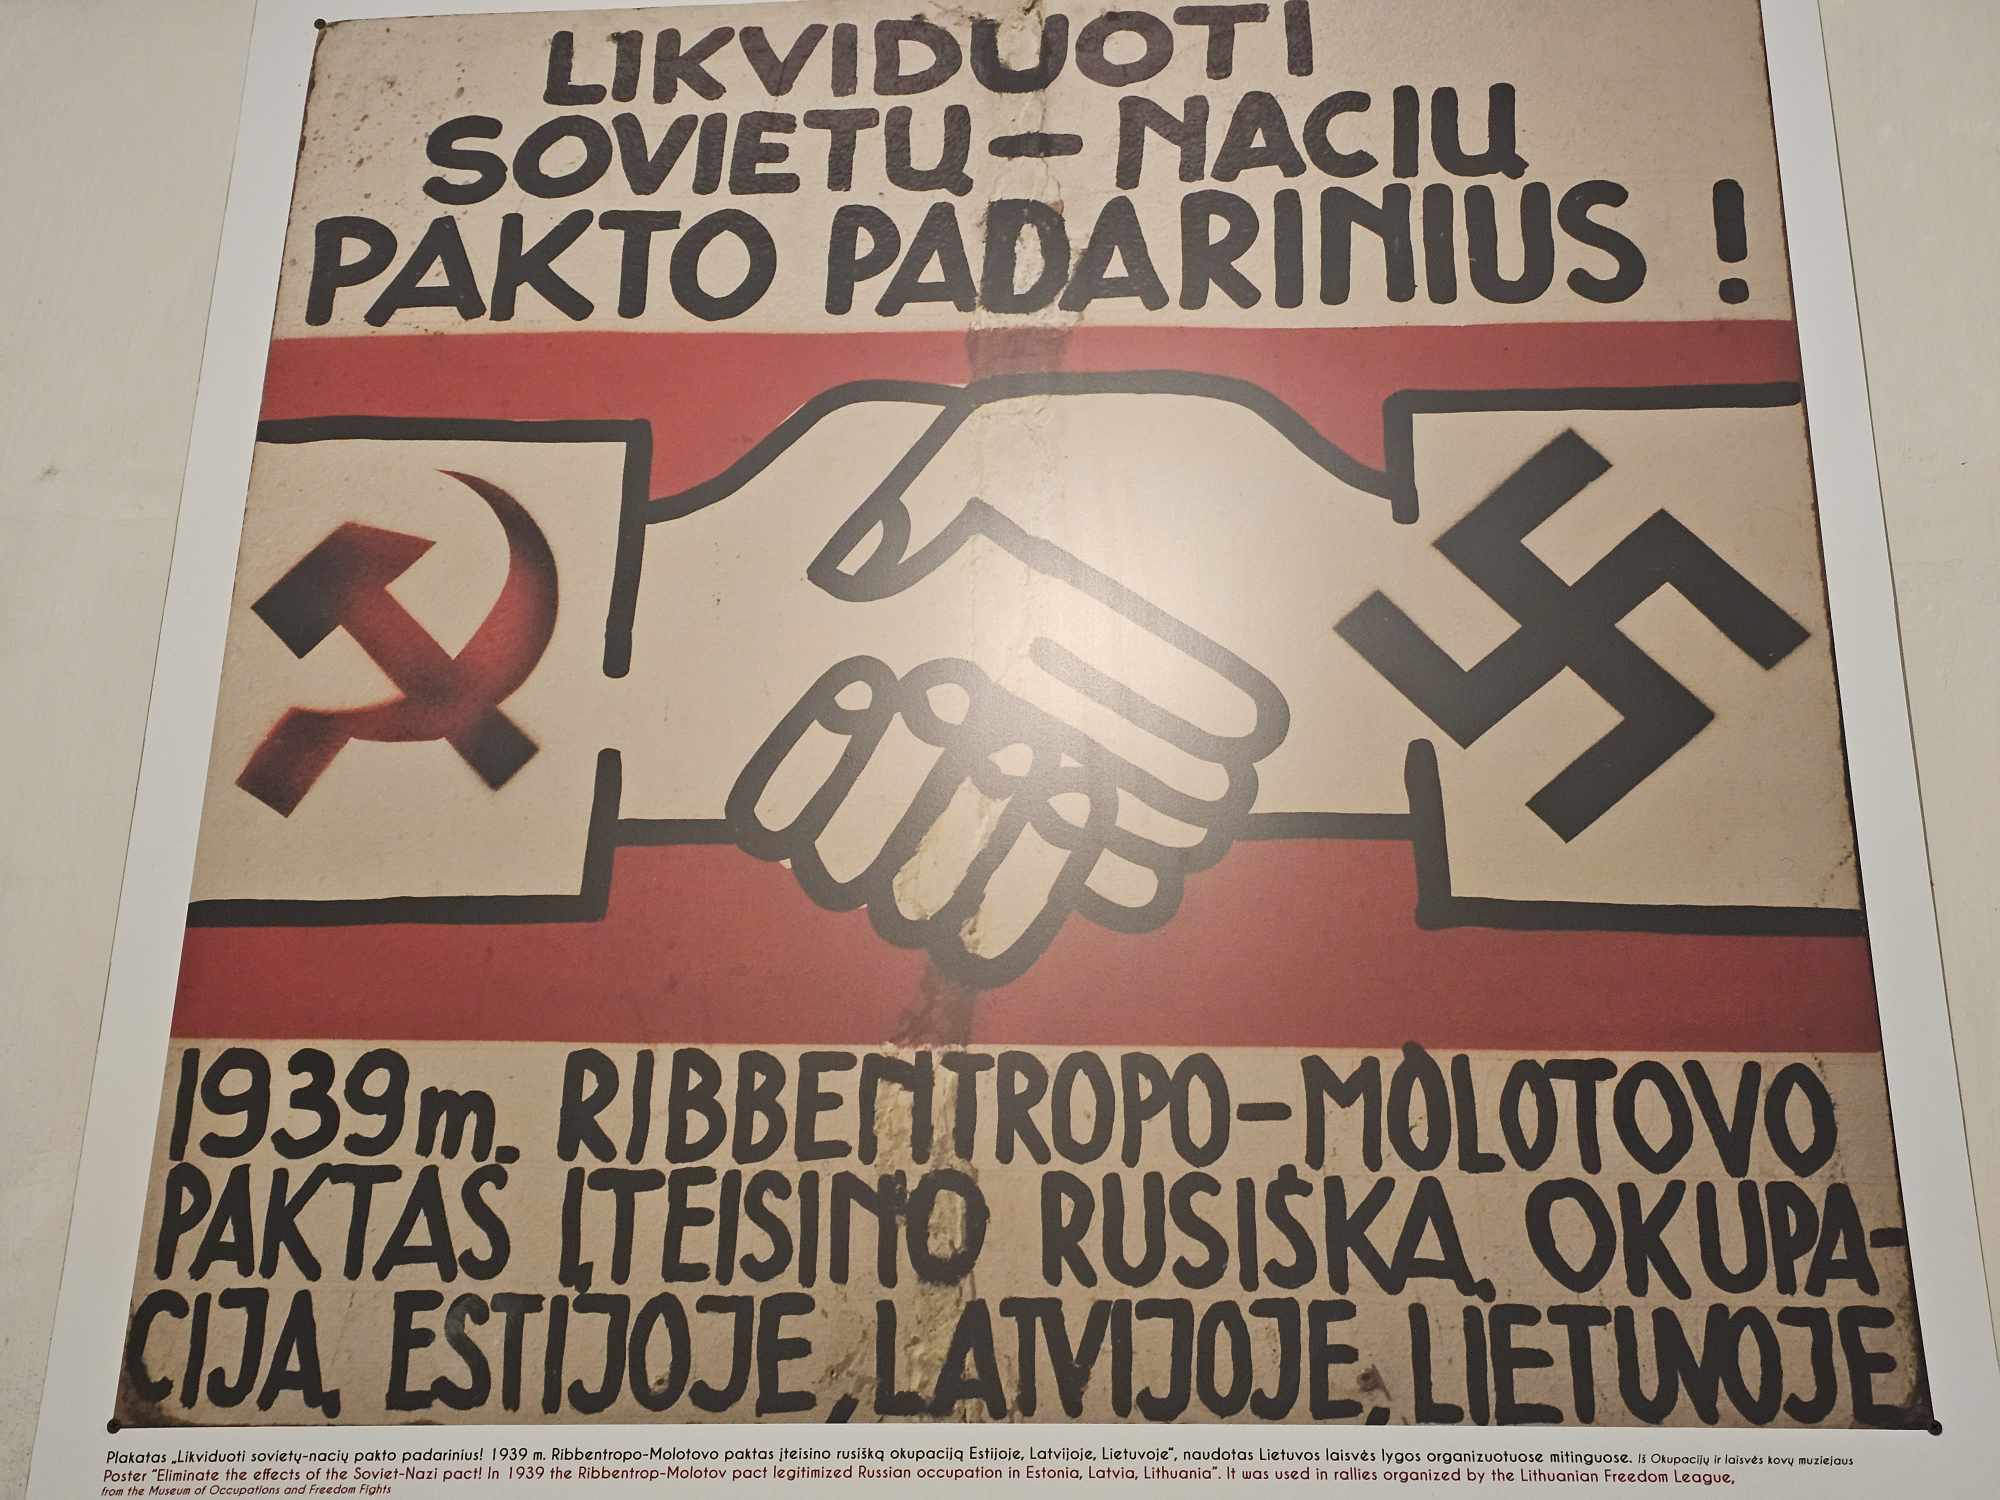 LIKVIDUOTI
SOVIETŲ-NACIŲ
PAKTO PADARINIUS!
1939 m. RIBBENTROPO-MOLOTOVO
PAKTAS ĮTEISINO RUSIŠKĄ OKUPA-
CIJĄ ESTIJOJE, LATVIJOJE, LIETUVOJE
Plakatas „Likviduoti sovietų-nacių pakto padarinius! 1939 m. Ribbentropo-Molotovo paktas įteisino rusišką okupaciją Estijoje, Latvijoje, Lietuvoje“, naudotas Lietuvos laisvės lygos organizuotuose mitinguose. Iš Okupacijų ir laisvės kovų muziejaus
Poster "Eliminate the effects of the Soviet-Nazi pact! In 1939 the Ribbentrop-Molotov pact legitimized Russian occupation in Estonia, Latvia, Lithuania". It was used in rallies organized by the Lithuanian Freedom League,
from the Museum of Occupations and Freedom Fights